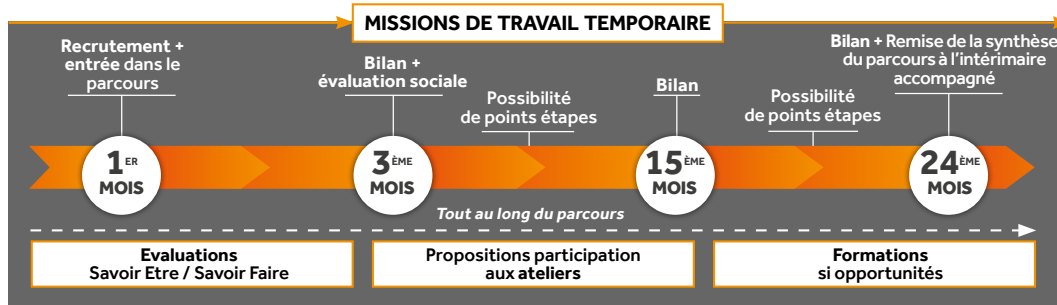 MISSIONS DE TRAVAIL TEMPORAIRE
Recrutement +
entrée dans le
parcours
Bilan +
évaluation sociale
Possibilité
de points étapes
Bilan
Possibilité
de points étapes
Bilan + Remise de la synthèse
du parcours à l'intérimaire
accompagné
1ER
MOIS
3ÈME
MOIS
15ÈME
MOIS
24ÈME
MOIS
Tout au long du parcours
Evaluations
Savoir Etre / Savoir Faire
Propositions participation
aux ateliers
Formations
si opportunités